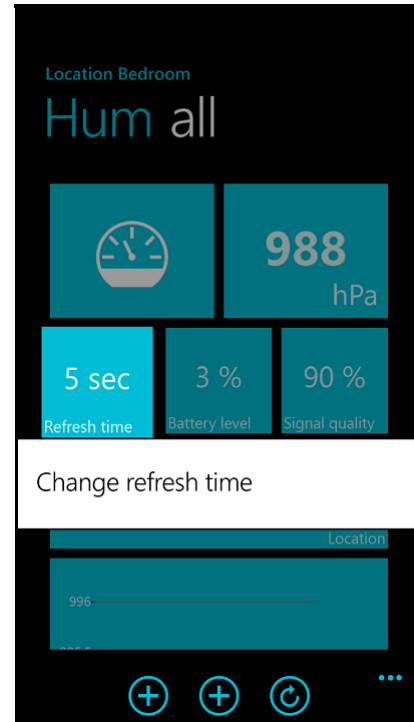 Location Bedroom
Hum all
988
hPa
5 sec
3 %
90 %
Refresh time
Battery level
Signal quality
Change refresh time
Location
996